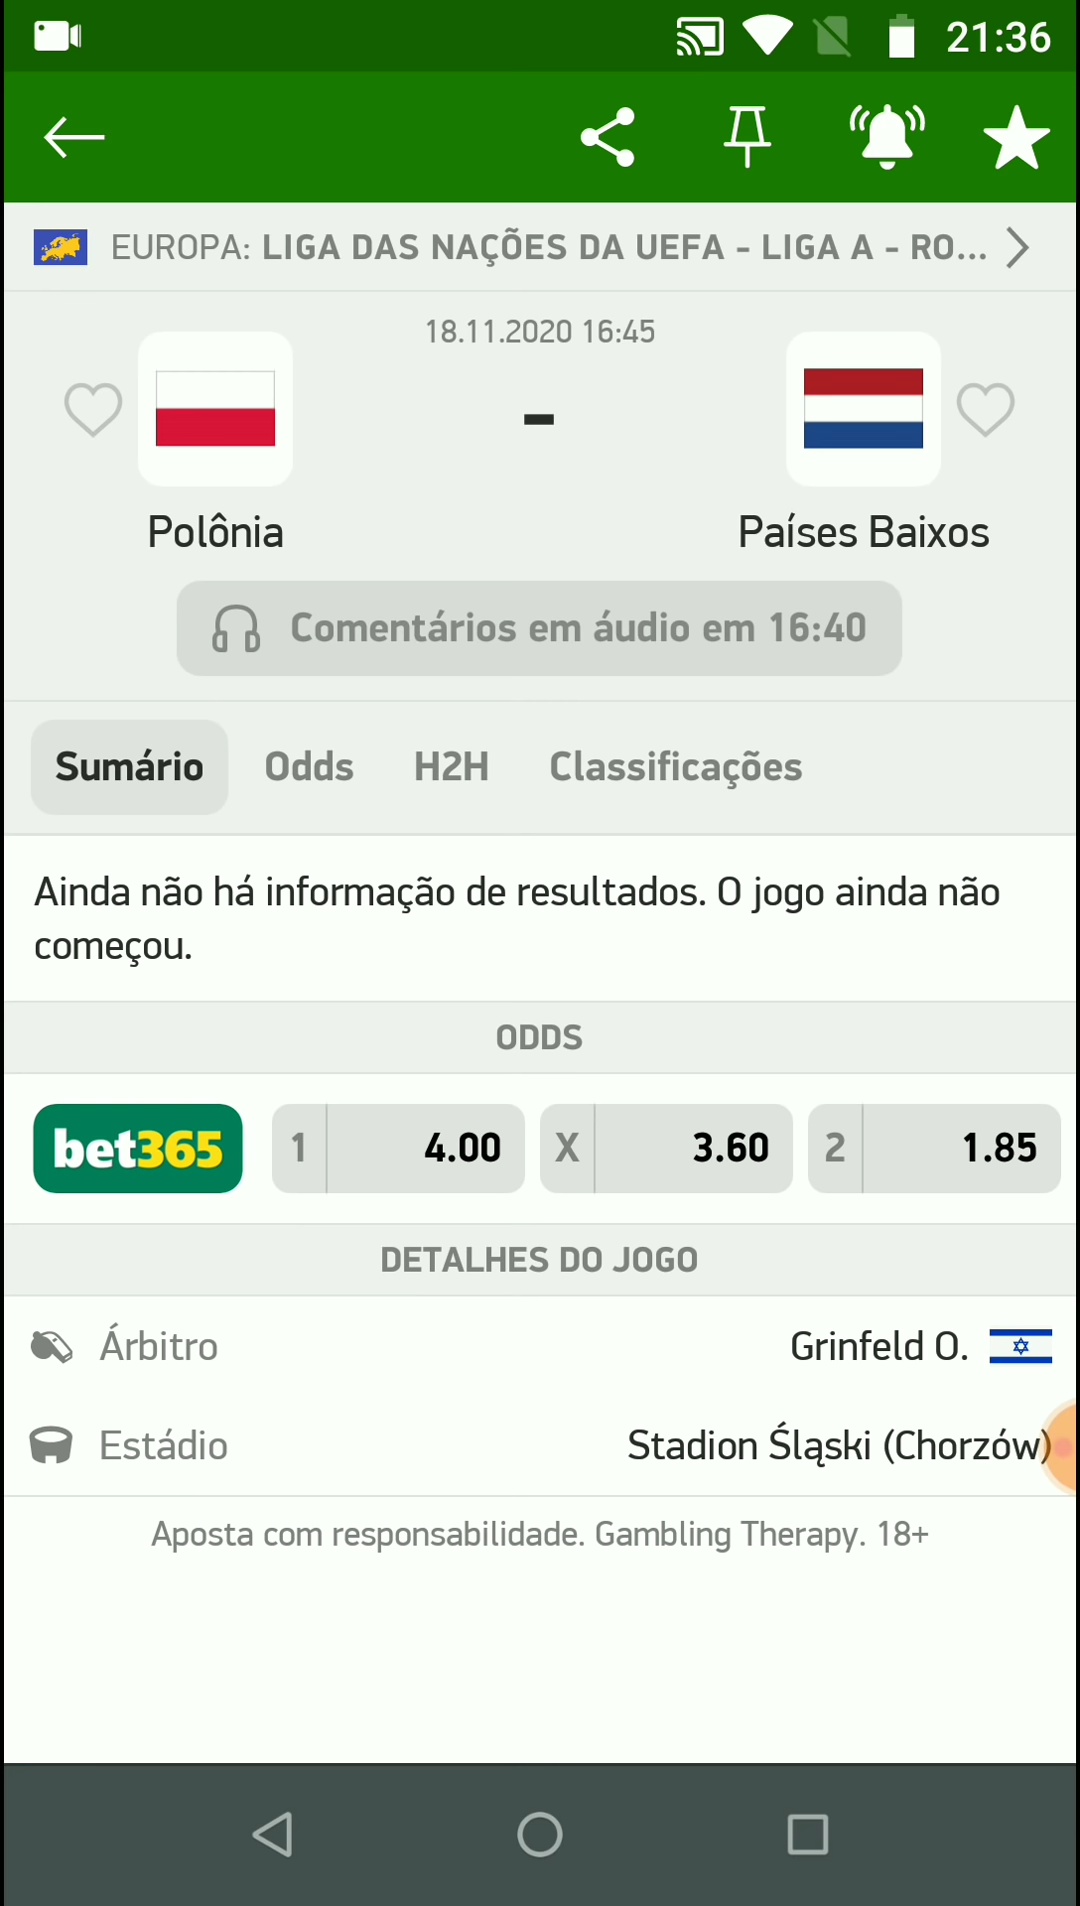 21:36
EUROPA: LIGA DAS NAÇÕES DA UEFA - LIGA A - RO...
18.11.2020 16:45
-
Polônia
Países Baixos
Comentários em áudio em 16:40
Sumário Odds H2H Classificações
Ainda não há informação de resultados. O jogo ainda não
começou.
ODDS
bet365 1 4.00 X 3.60 2 1.85
DETALHES DO JOGO
Árbitro Grinfeld O.
Estádio Stadion Śląski (Chorzów)
Aposta com responsabilidade. Gambling Therapy. 18+